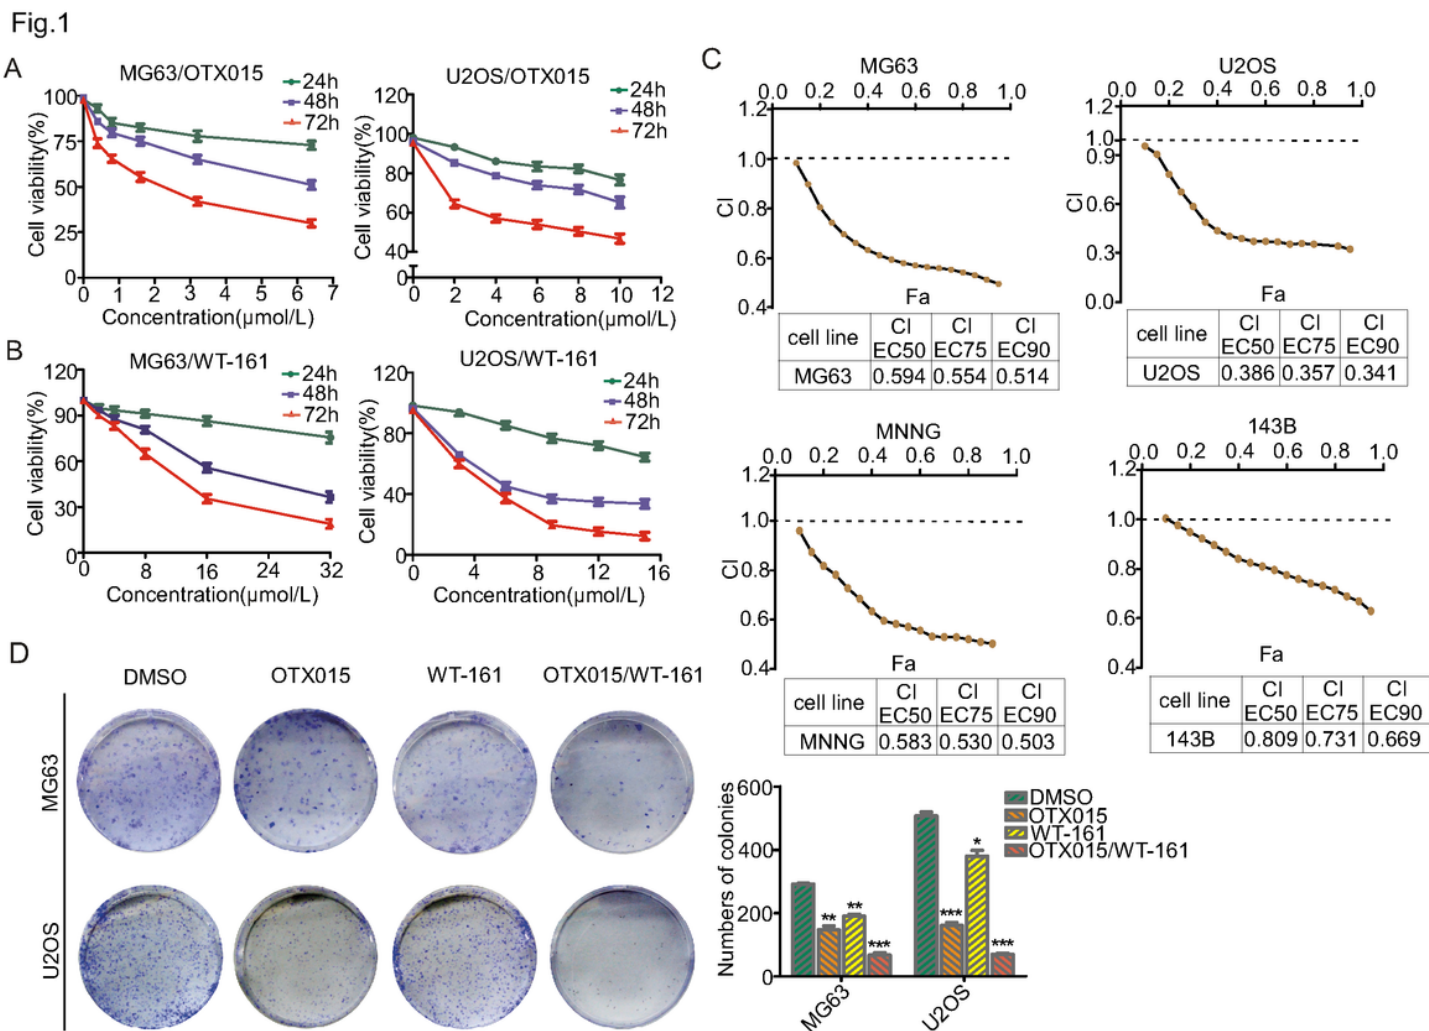 Fig.1
A
MG63/OTX015
24h
48h
72h
Cell viability(%)
100
75
50
25
0
0 1 2 3 4 5 6 7
Concentration(μmol/L)
U2OS/OTX015
24h
48h
72h
Cell viability(%)
120
100
80
60
40
0
0 2 4 6 8 10 12
Concentration(μmol/L)
B
MG63/WT-161
24h
48h
72h
Cell viability(%)
120
90
60
30
0
0 8 16 24 32
Concentration(μmol/L)
U2OS/WT-161
24h
48h
72h
Cell viability(%)
120
80
40
0
0 4 8 12 16
Concentration(μmol/L)
C
MG63
0.2 0.4 0.6 0.8 1.0
1.2
1.0
0.8
0.6
0.4
CI
Fa
cell line CI EC50 CI EC75 CI EC90
MG63 0.594 0.554 0.514
U2OS
0.2 0.4 0.6 0.8 1.0
1.2
1.0
0.9
0.6
0.3
0.0
CI
Fa
cell line CI EC50 CI EC75 CI EC90
U2OS 0.386 0.357 0.341
MNNG
0.2 0.4 0.6 0.8 1.0
1.2
1.0
0.8
0.6
0.4
CI
Fa
cell line CI EC50 CI EC75 CI EC90
MNNG 0.583 0.530 0.503
143B
0.2 0.4 0.6 0.8 1.0
1.2
1.0
0.8
0.6
0.4
Fa
cell line CI EC50 CI EC75 CI EC90
143B 0.809 0.731 0.669
D
DMSO OTX015 WT-161 OTX015/WT-161
MG63
U2OS
Numbers of colonies
600
400
200
0
DMSO
OTX015
WT-161
OTX015/WT-161
** ** ***
*** * ***
MG63
U2OS